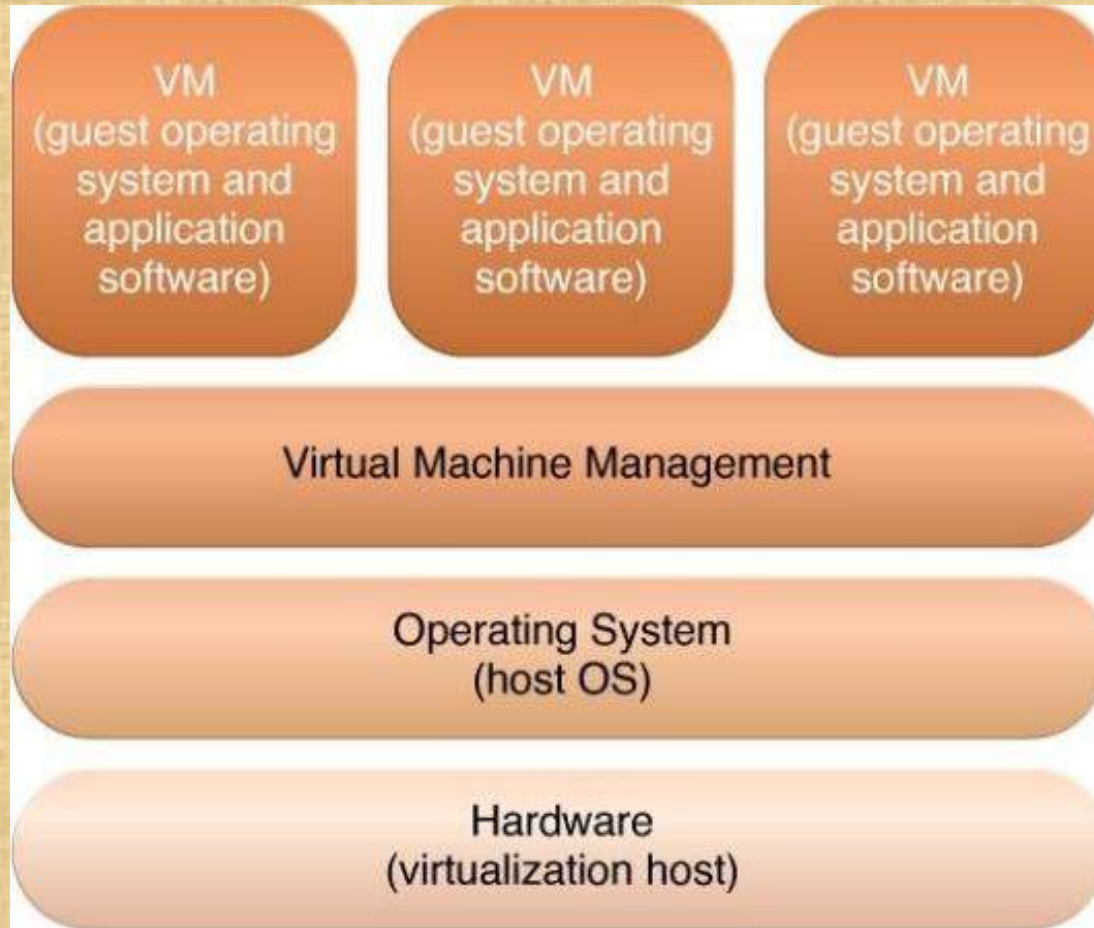 VM
(guest operating
system and
application
software)
VM
(guest operating
system and
application
software)
VM
(guest operating
system and
application
software)
Virtual Machine Management
Operating System
(host OS)
Hardware
(virtualization host)